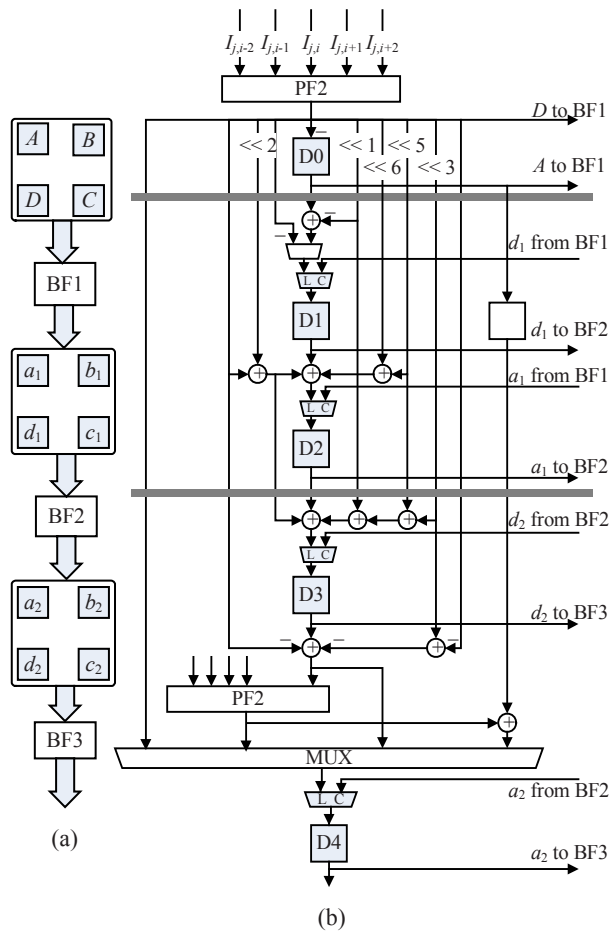 I_{j,i-2} I_{j,i-1} I_{j,i} I_{j,i+1} I_{j,i+2}
PF2
D to BF1
<< 2
<< 1
<< 5
D0
<< 6
<< 3
A to BF1
A B
D C
d_1 from BF1
BF1
L C
D1
d_1 to BF2
a_1 b_1
a_1 from BF1
L C
d_1 c_1
D2
a_1 to BF2
BF2
d_2 from BF2
L C
D3
a_2 b_2
d_2 to BF3
d_2 c_2
PF2
BF3
MUX
a_2 from BF2
L C
(a)
D4
a_2 to BF3
(b)